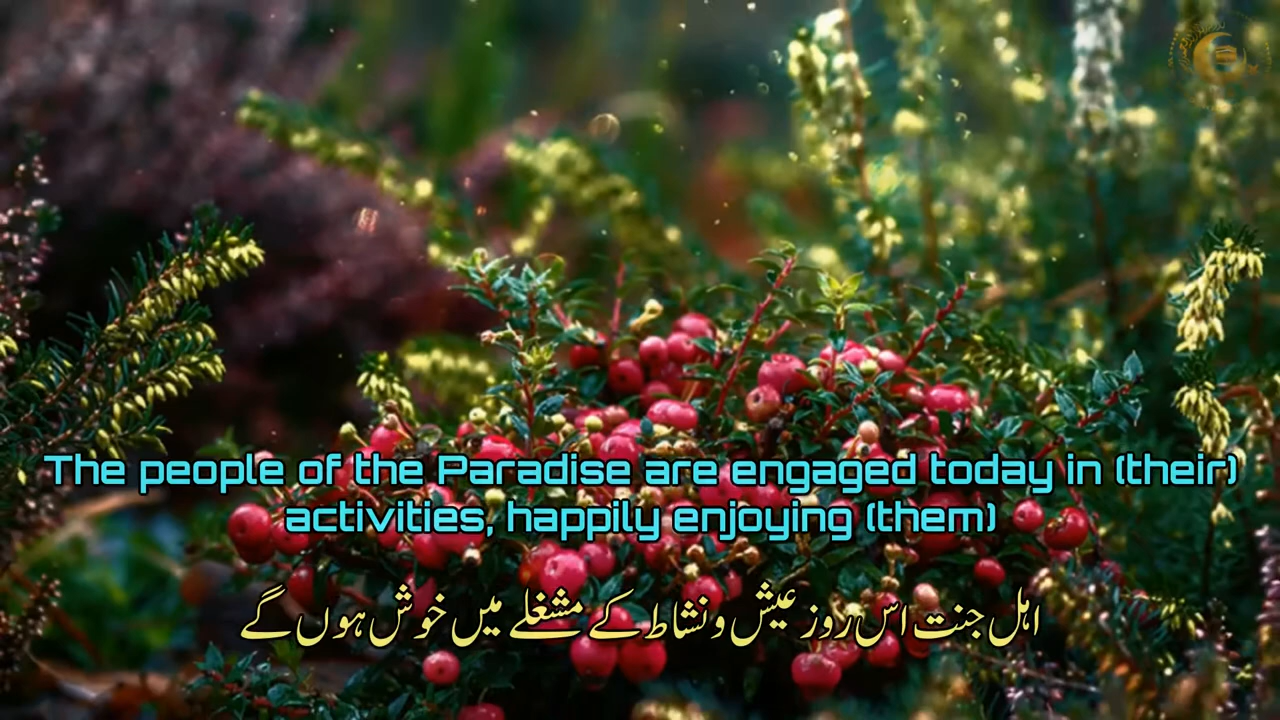 The people of the Paradise are engaged today in (their)
activities, happily enjoying (them)
اہل جنت اس روز عیش و نشاط کے مشغلے میں خوش ہوں گے